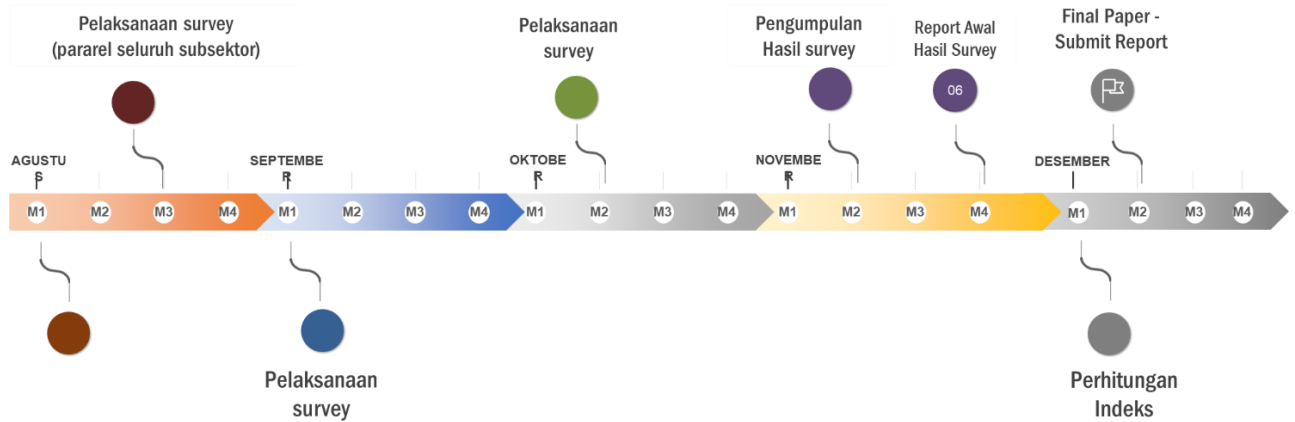 Pelaksanaan survey
(pararel seluruh subsektor)
Pelaksanaan
survey
Pengumpulan
Hasil survey
Report Awal
Hasil Survey
Final Paper -
Submit Report
06
AGUSTU
S
SEPTEMBE
R
OKTOBE
R
NOVEMBE
R
DESEMBER
M1 M2 M3 M4 M1 M2 M3 M4 M1 M2 M3 M4 M1 M2 M3 M4 M1 M2 M3 M4
Pelaksanaan
survey
Perhitungan
Indeks